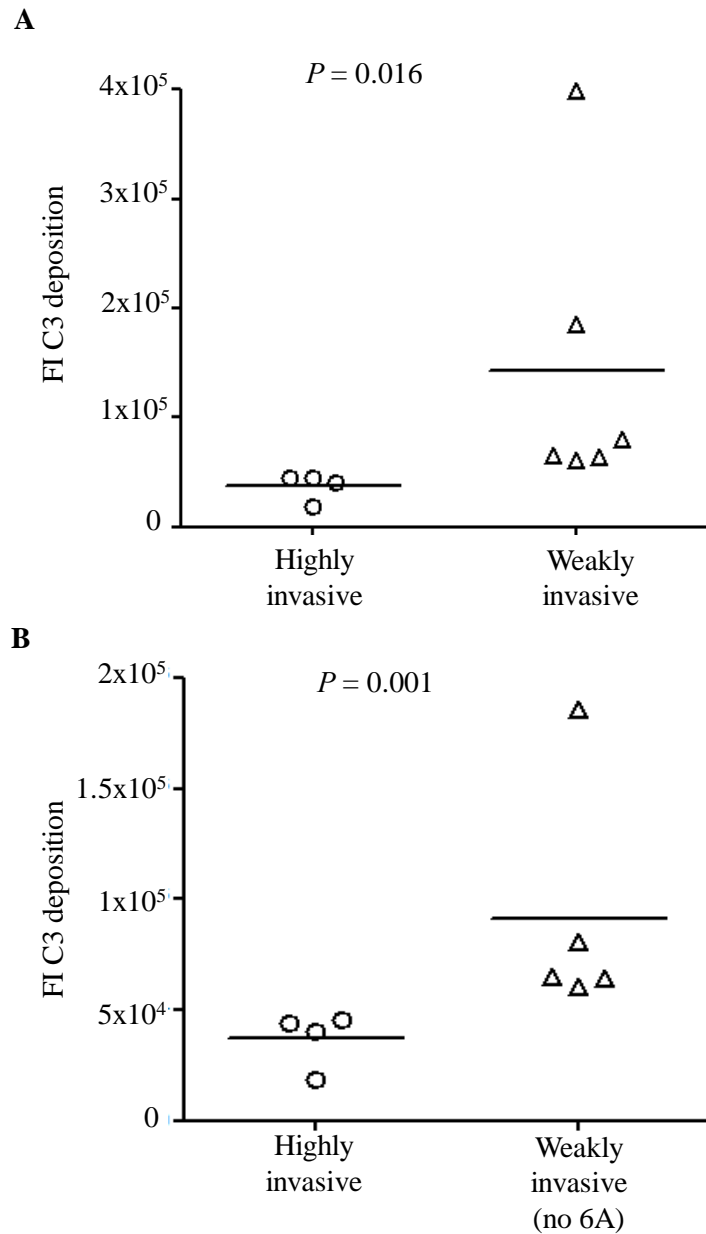 A
P = 0.016
4x10⁵
3x10⁵
2x10⁵
1x10⁵
0
FI C3 deposition
Highly
invasive
Weakly
invasive
B
P = 0.001
2x10⁵
1.5x10⁵
1x10⁵
5x10⁴
0
FI C3 deposition
Highly
invasive
Weakly
invasive
(no 6A)